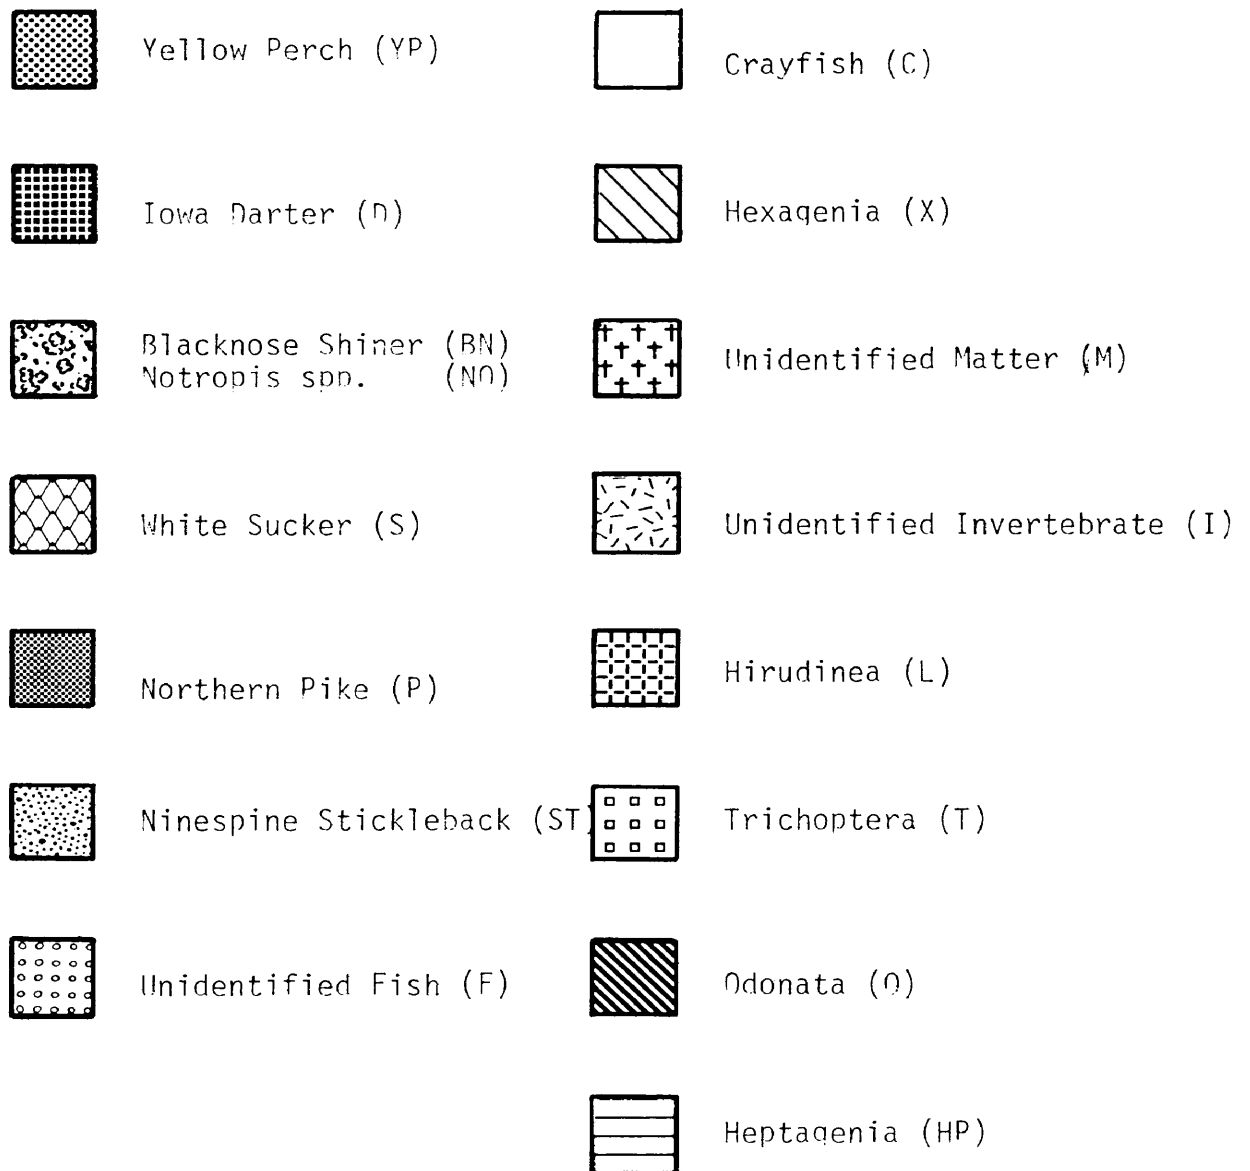 Yellow Perch (YP)
Iowa Darter (D)
Blacknose Shiner (BN)
Notropis spp. (NO)
White Sucker (S)
Northern Pike (P)
Ninespine Stickleback (ST)
Unidentified Fish (F)
Crayfish (C)
Hexagenia (X)
Unidentified Matter (M)
Unidentified Invertebrate (I)
Hirudinea (L)
Trichoptera (T)
Odonata (O)
Heptagenia (HP)